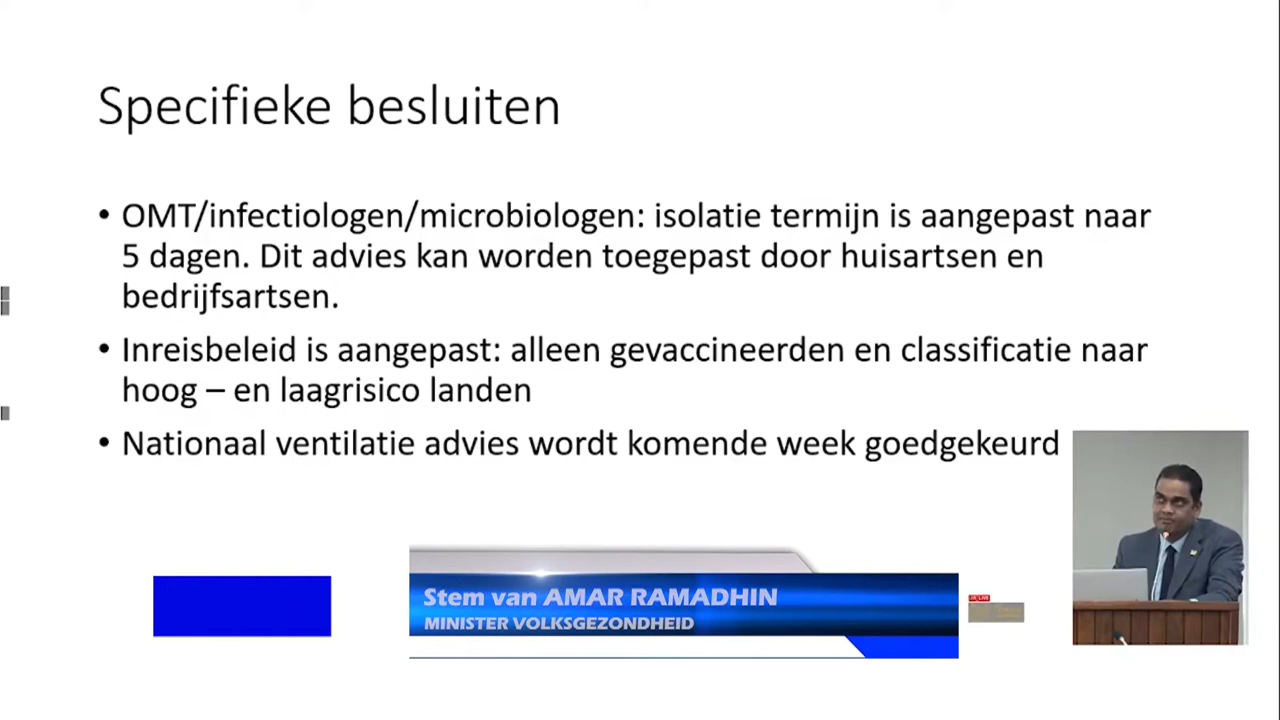 Specifieke besluiten
• OMT/infectiologen/microbiologen: isolatie termijn is aangepast naar
5 dagen. Dit advies kan worden toegepast door huisartsen en
bedrijfsartsen.
• Inreisbeleid is aangepast: alleen gevaccineerden en classificatie naar
hoog – en laagrisico landen
• Nationaal ventilatie advies wordt komende week goedgekeurd
Stem van AMAR RAMADHIN
MINISTER VOLKSGEZONDHEID